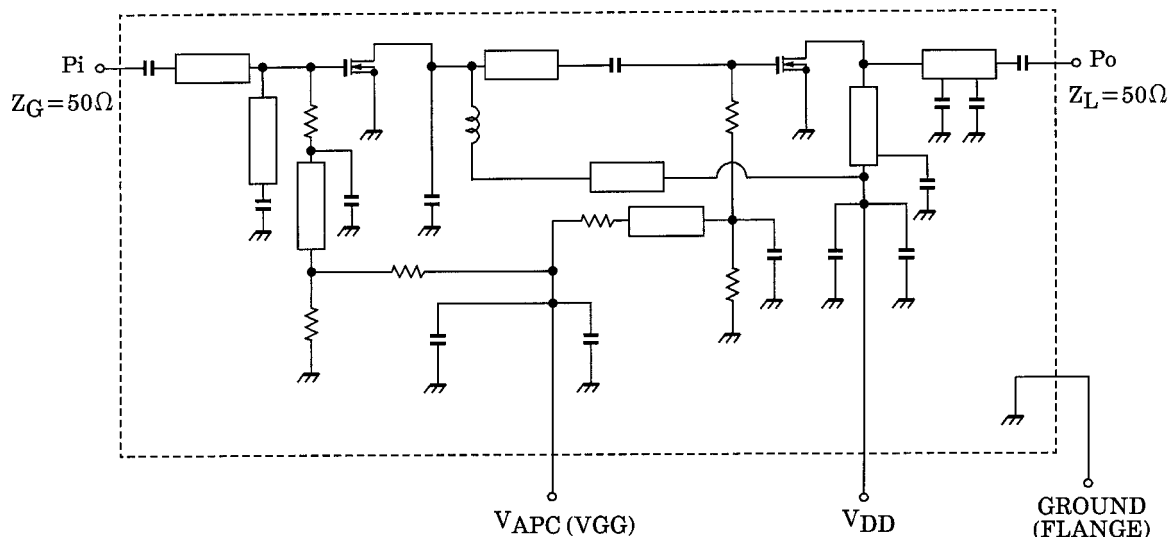 Pi
ZG=50Ω
Po
ZL=50Ω
VAPC (VGG)
VDD
GROUND
(FLANGE)